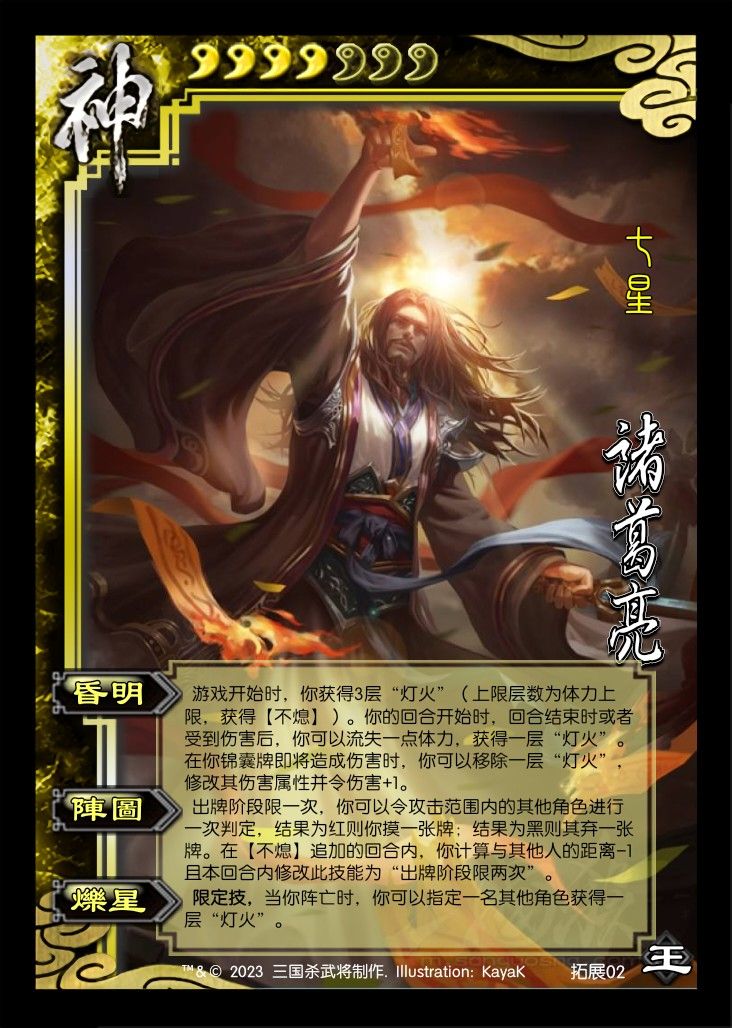 神
七星
諸葛亮
昏明
游戏开始时，你获得3层“灯火”（上限层数为体力上
限，获得【不熄】）。你的回合开始时，回合结束时或者
受到伤害后，你可以流失一点体力，获得一层“灯火”。
在你锦囊牌即将造成伤害时，你可以移除一层“灯火”，
修改其伤害属性并令伤害+1。
陣圖
出牌阶段限一次，你可以令攻击范围内的其他角色进行
一次判定，结果为红则你摸一张牌；结果为黑则其弃一张
牌。在【不熄】追加的回合内，你计算与其他人的距离-1
且本回合内修改此技能为“出牌阶段限两次”。
爍星
限定技，当你阵亡时，你可以指定一名其他角色获得一
层“灯火”。
™&© 2023 三国杀武将制作. Illustration: KayaK
拓展02
王